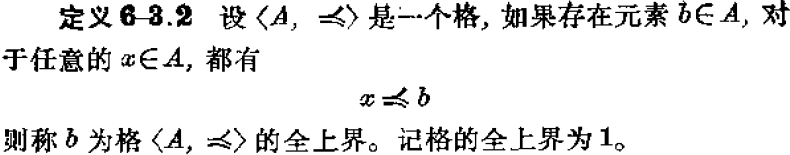 定义6-3.2 设〈A, ≼〉是一个格, 如果存在元素b∈A, 对
于任意的x∈A, 都有
x≼b
则称b为格〈A, ≼〉的全上界。记格的全上界为1。